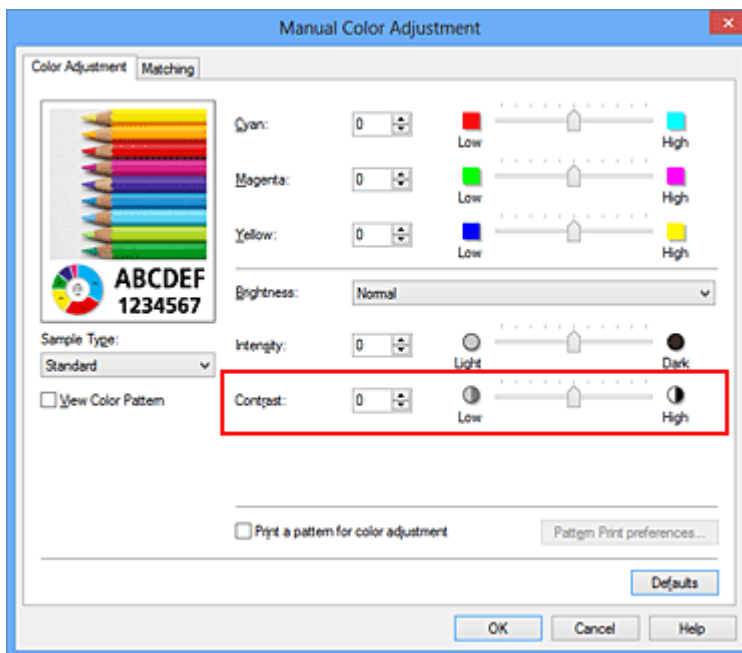 Manual Color Adjustment
Color Adjustment
Matching
Cyan: 0
Low High
Magenta: 0
Low High
Yellow: 0
Low High
ABCDEF
1234567
Brightness: Normal
Sample Type:
Standard
Intensity: 0
Light Dark
View Color Pattern
Contrast: 0
Low High
Print a pattern for color adjustment
Pattern Print preferences...
Defaults
OK Cancel Help